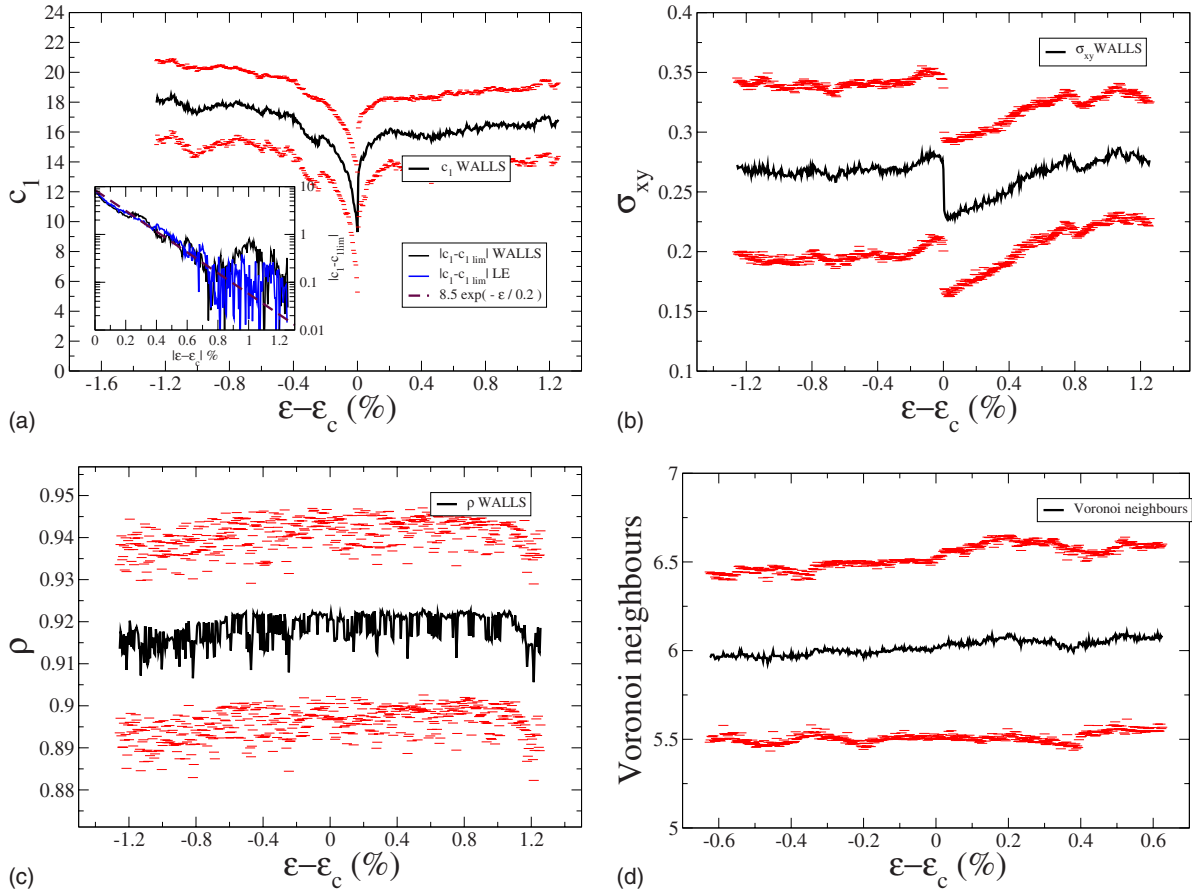 24
22
20
18
16
14
12
10
8
6
4
2
0
c1
c1 WALLS
10
1
0.1
0.01
|c1-c1lim|
0 0.2 0.4 0.6 0.8 1 1.2
|ε-εc| %
|c1-c1 lim| WALLS
|c1-c1 lim| LE
8.5 exp( - ε / 0.2 )
-1.6 -1.2 -0.8 -0.4 0 0.4 0.8 1.2
ε-εc (%)
(a)
0.35
0.3
0.25
0.2
0.1
σxy
σxy WALLS
-1.2 -0.8 -0.4 0 0.4 0.8 1.2
ε-εc (%)
(b)
0.95
0.94
0.93
0.92
0.91
0.9
0.89
0.88
ρ
ρ WALLS
-1.2 -0.8 -0.4 0 0.4 0.8 1.2
ε-εc (%)
(c)
7
6.5
6
5.5
5
Voronoi neighbours
Voronoi neighbours
-0.6 -0.4 -0.2 0 0.2 0.4 0.6
ε-εc (%)
(d)